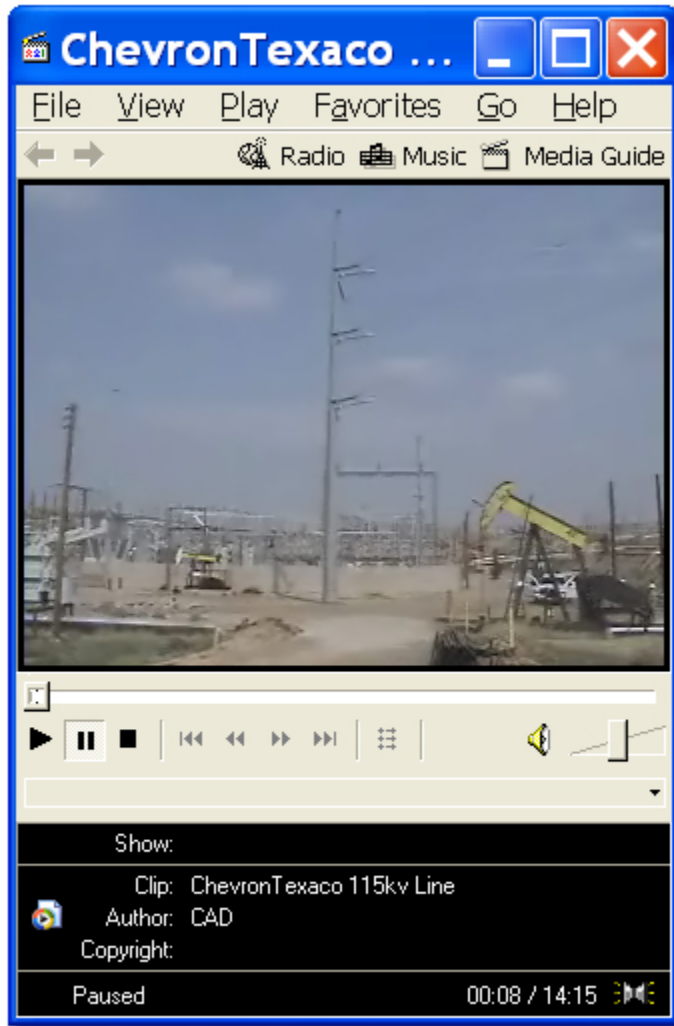 ChevronTexaco ...
File View Play Favorites Go Help
Radio Music Media Guide
Show:
Clip: ChevronTexaco 115kv Line
Author: CAD
Copyright:
Paused 00:08 / 14:15